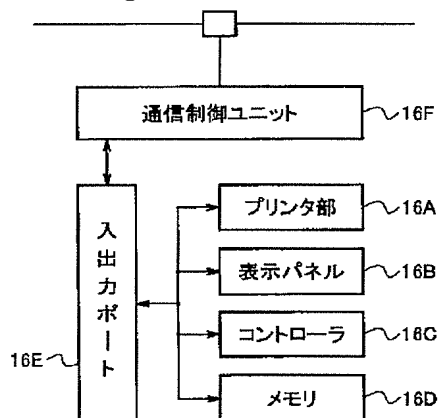 通信制御ユニット
16F
プリンタ部
16A
入出力ポート
表示パネル
16B
コントローラ
16C
16E
メモリ
16D